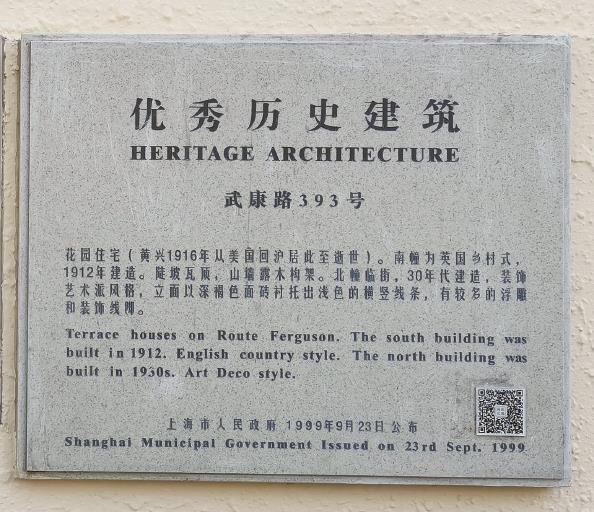 优秀历史建筑
HERITAGE ARCHITECTURE
武康路393号
花园住宅（黄兴1916年从美国回沪居此至逝世）。南幢为英国乡村式，
1912年建造。陡坡瓦顶，山墙露木构架。北幢临街，30年代建造，装饰
艺术派风格，立面以深褐色面砖衬托出浅色的横竖线条，有较多的浮雕
和装饰线脚。
Terrace houses on Route Ferguson. The south building was
built in 1912. English country style. The north building was
built in 1930s. Art Deco style.
上海市人民政府 1999年9月23日公布
Shanghai Municipal Government Issued on 23rd Sept. 1999